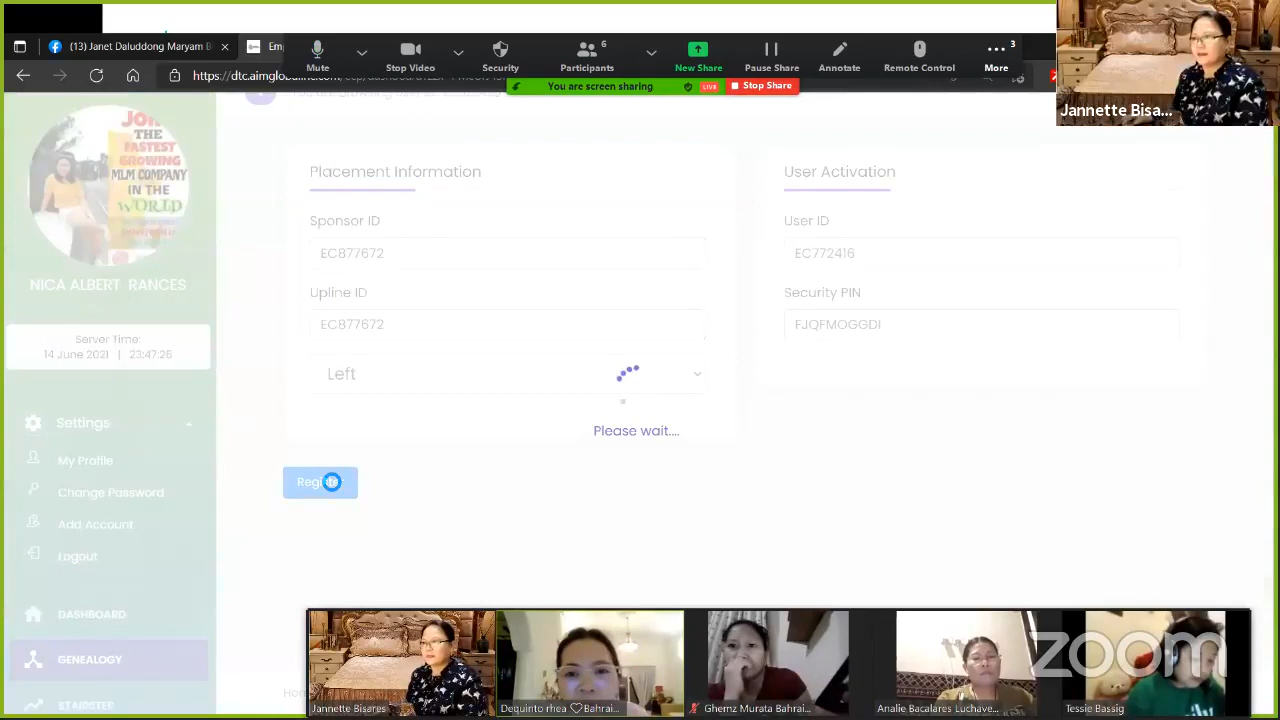 (13) Janet Daluddong Maryam B
Em
https://dtc.aimglobalinc.com
Mute
Stop Video
Security
6
Participants
New Share
Pause Share
Annotate
Remote Control
3
More
You are screen sharing
LIVE
Stop Share
Jannette Bisa...
JOIN
THE
FASTEST
GROWING
MLM COMPANY
IN THE
WORLD
NICA ALBERT RANCES
Server Time:
14 June 2021 | 23:47:26
Settings
My Profile
Change Password
Add Account
Logout
DASHBOARD
GENEALOGY
Placement Information
Sponsor ID
EC877672
Upline ID
EC877672
Left
Please wait....
Register
User Activation
User ID
EC772416
Security PIN
FJQFMOGGDI
Jannette Bisares
Dequinto rhea ♡Bahrai...
Ghemz Murata Bahrai...
Analie Bacalares Luchave...
Tessie Bassig
zoom